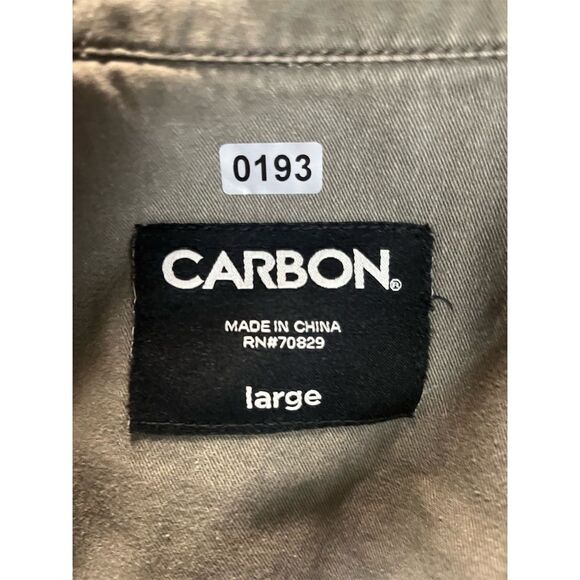 0193
CARBON®
MADE IN CHINA
RN#70829
large